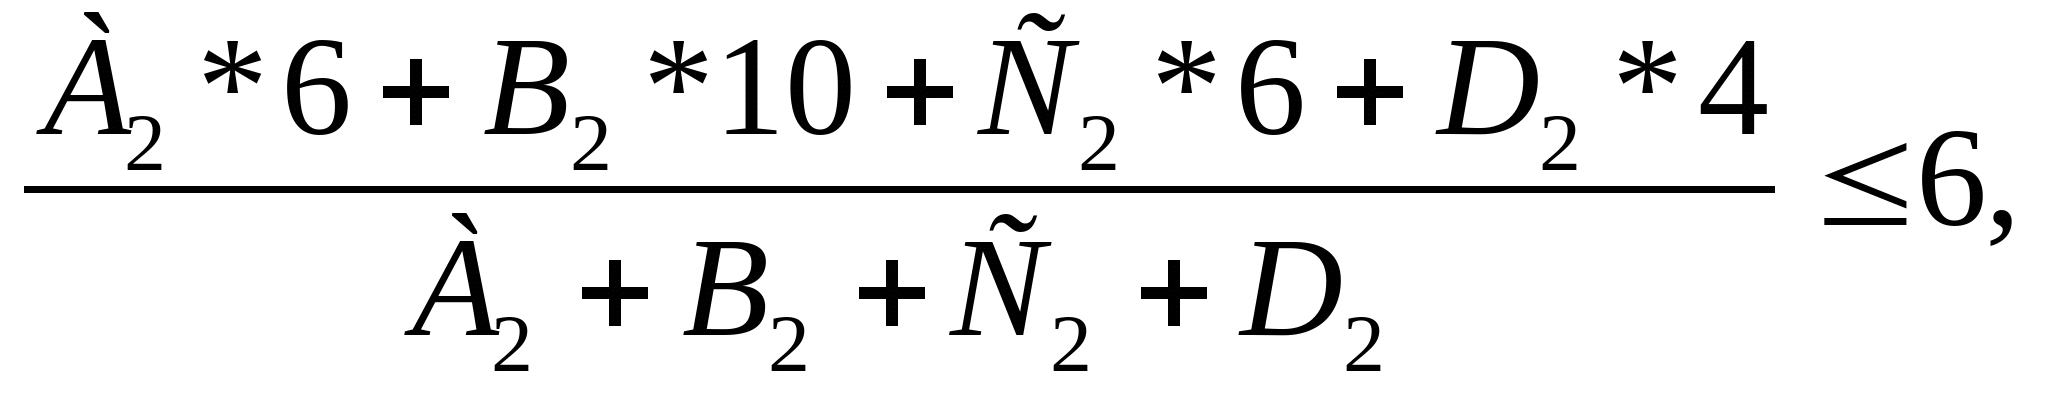 À₂ * 6 + B₂ * 10 + Ñ₂ * 6 + D₂ * 4
À₂ + B₂ + Ñ₂ + D₂
≤ 6,